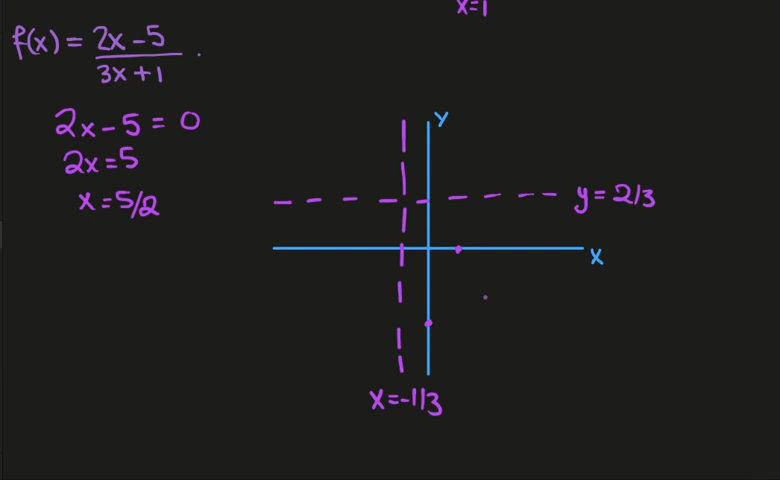 x=1
f(x) = 2x-5
3x+1
2x-5 = 0
2x=5
x=5/2
y
y=2/3
x
x=-1/3